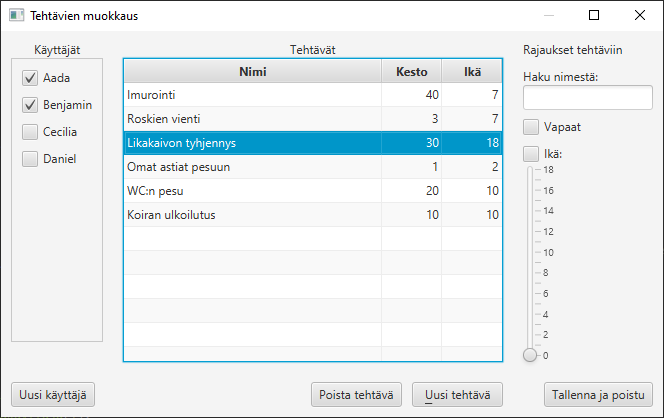 Tehtävien muokkaus
Käyttäjät
Aada
Benjamin
Cecilia
Daniel
Tehtävät
Nimi Kesto Ikä
Imurointi 40 7
Roskien vienti 3 7
Likakaivon tyhjennys 30 18
Omat astiat pesuun 1 2
WC:n pesu 20 10
Koiran ulkoilutus 10 10
Rajaukset tehtäviin
Haku nimestä:
Vapaat
Ikä:
18
16
14
12
10
8
6
4
2
0
Uusi käyttäjä
Poista tehtävä
Uusi tehtävä
Tallenna ja poistu